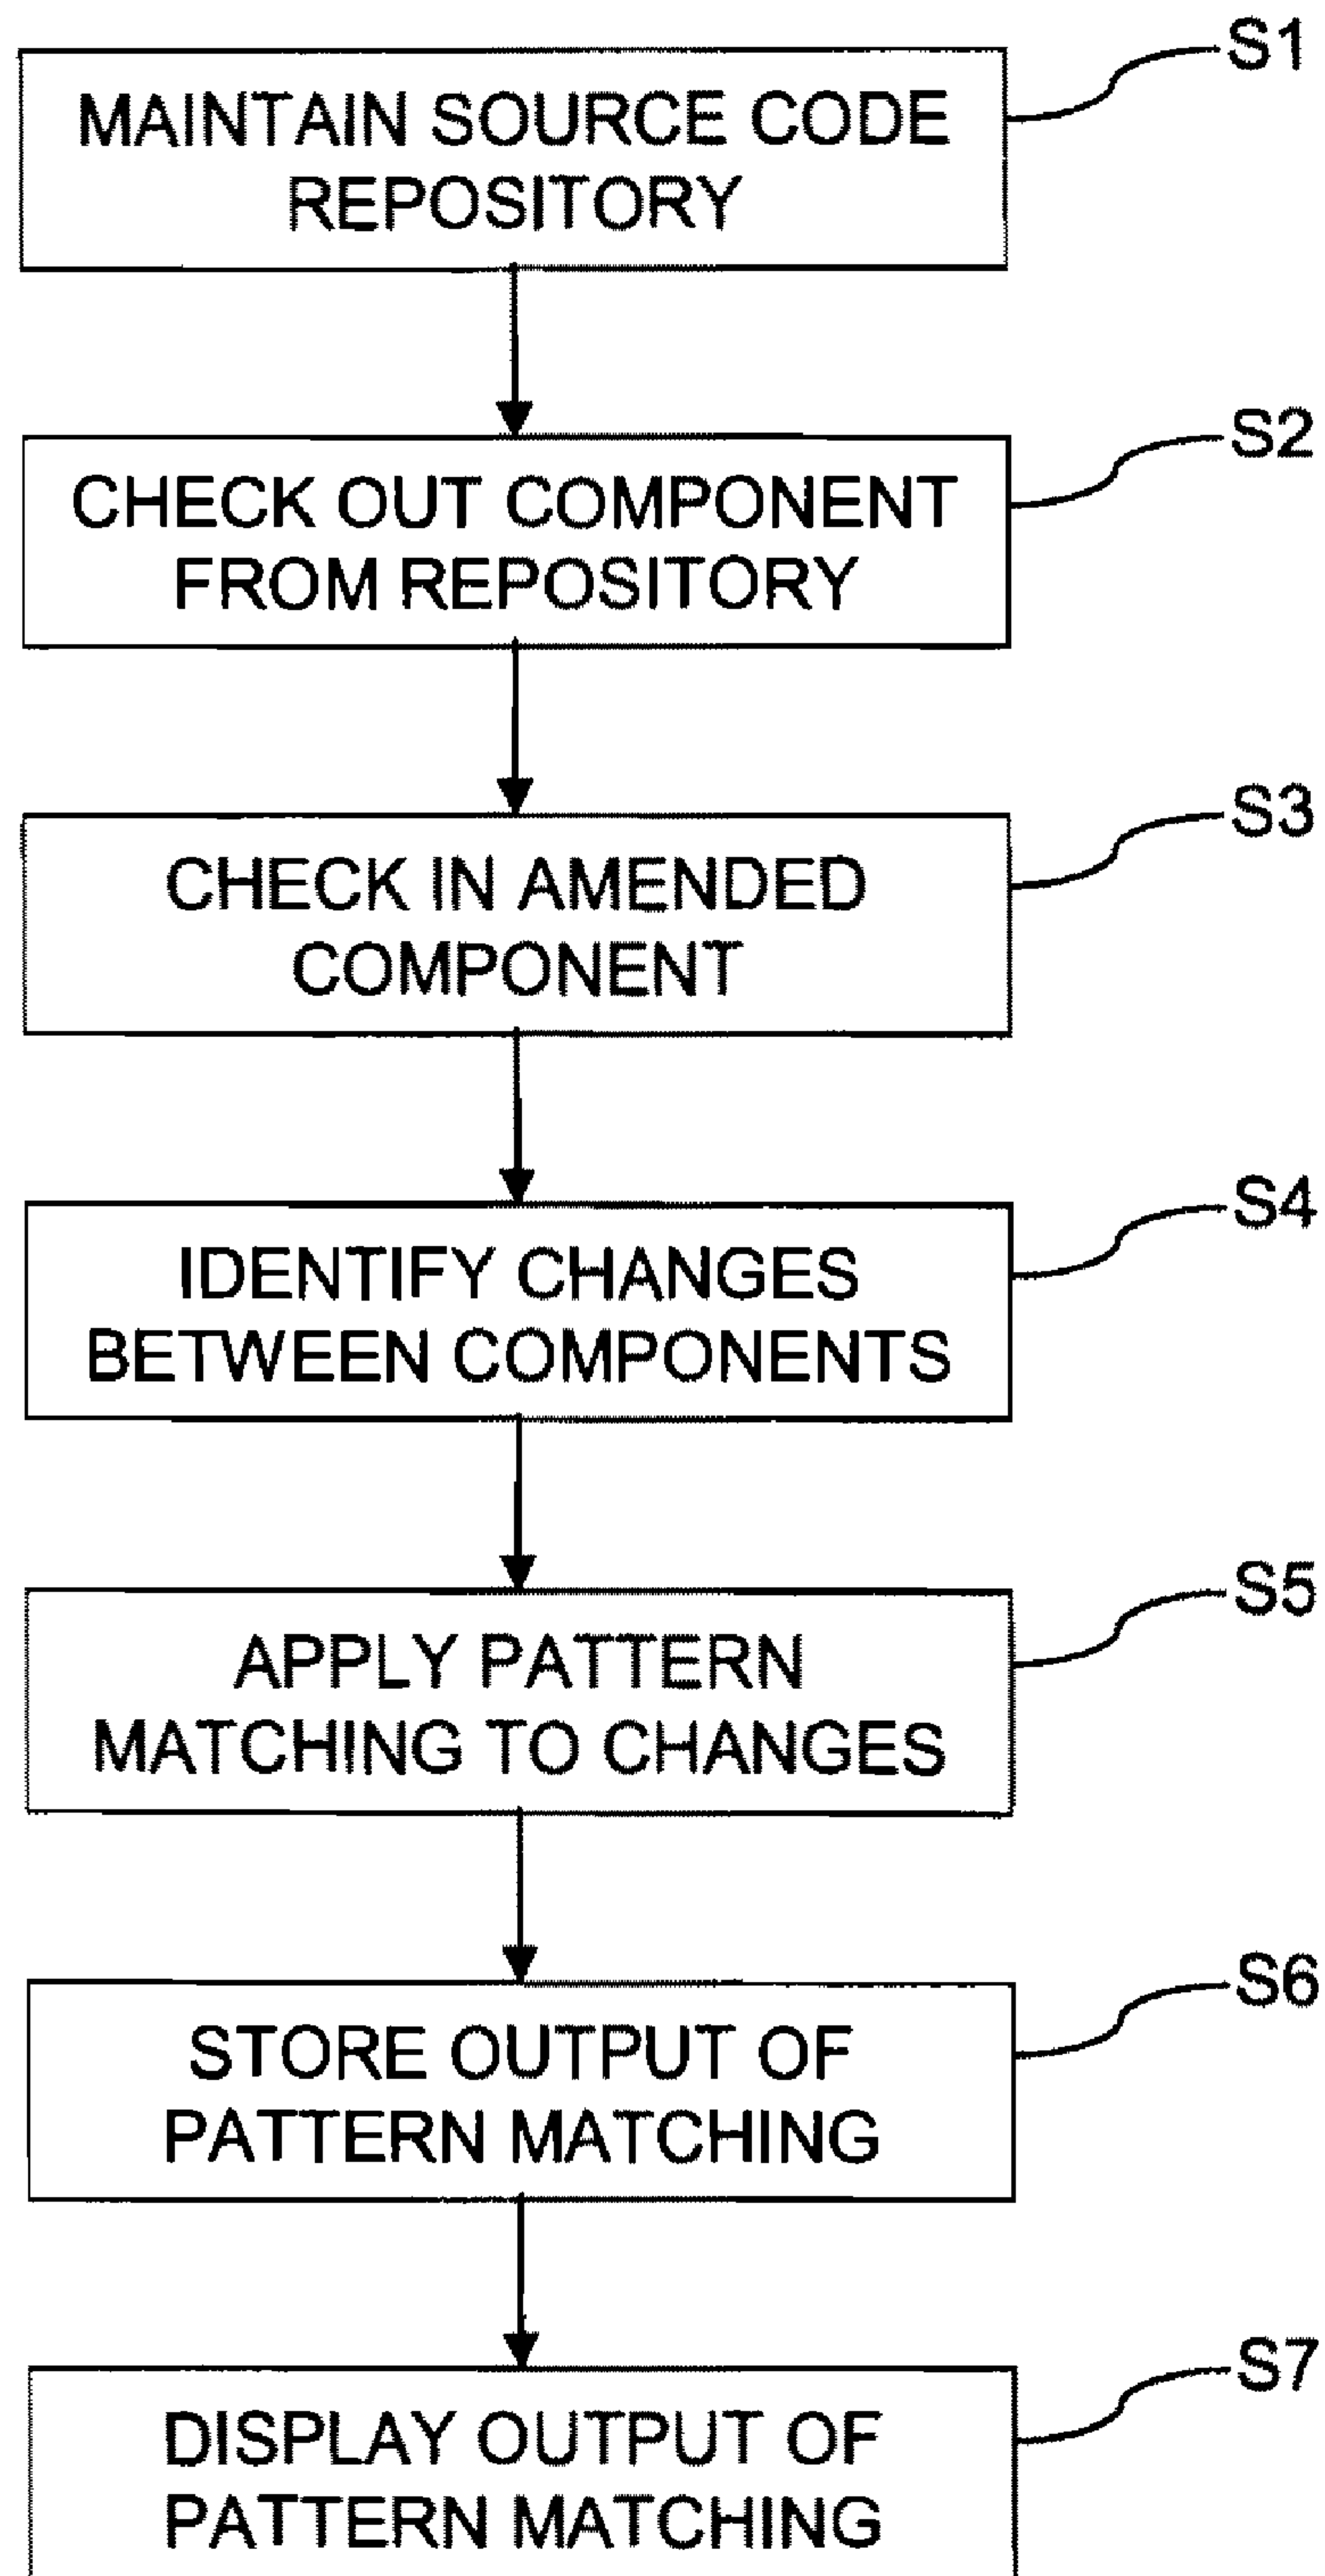 S1
MAINTAIN SOURCE CODE
REPOSITORY
S2
CHECK OUT COMPONENT
FROM REPOSITORY
S3
CHECK IN AMENDED
COMPONENT
S4
IDENTIFY CHANGES
BETWEEN COMPONENTS
S5
APPLY PATTERN
MATCHING TO CHANGES
S6
STORE OUTPUT OF
PATTERN MATCHING
S7
DISPLAY OUTPUT OF
PATTERN MATCHING